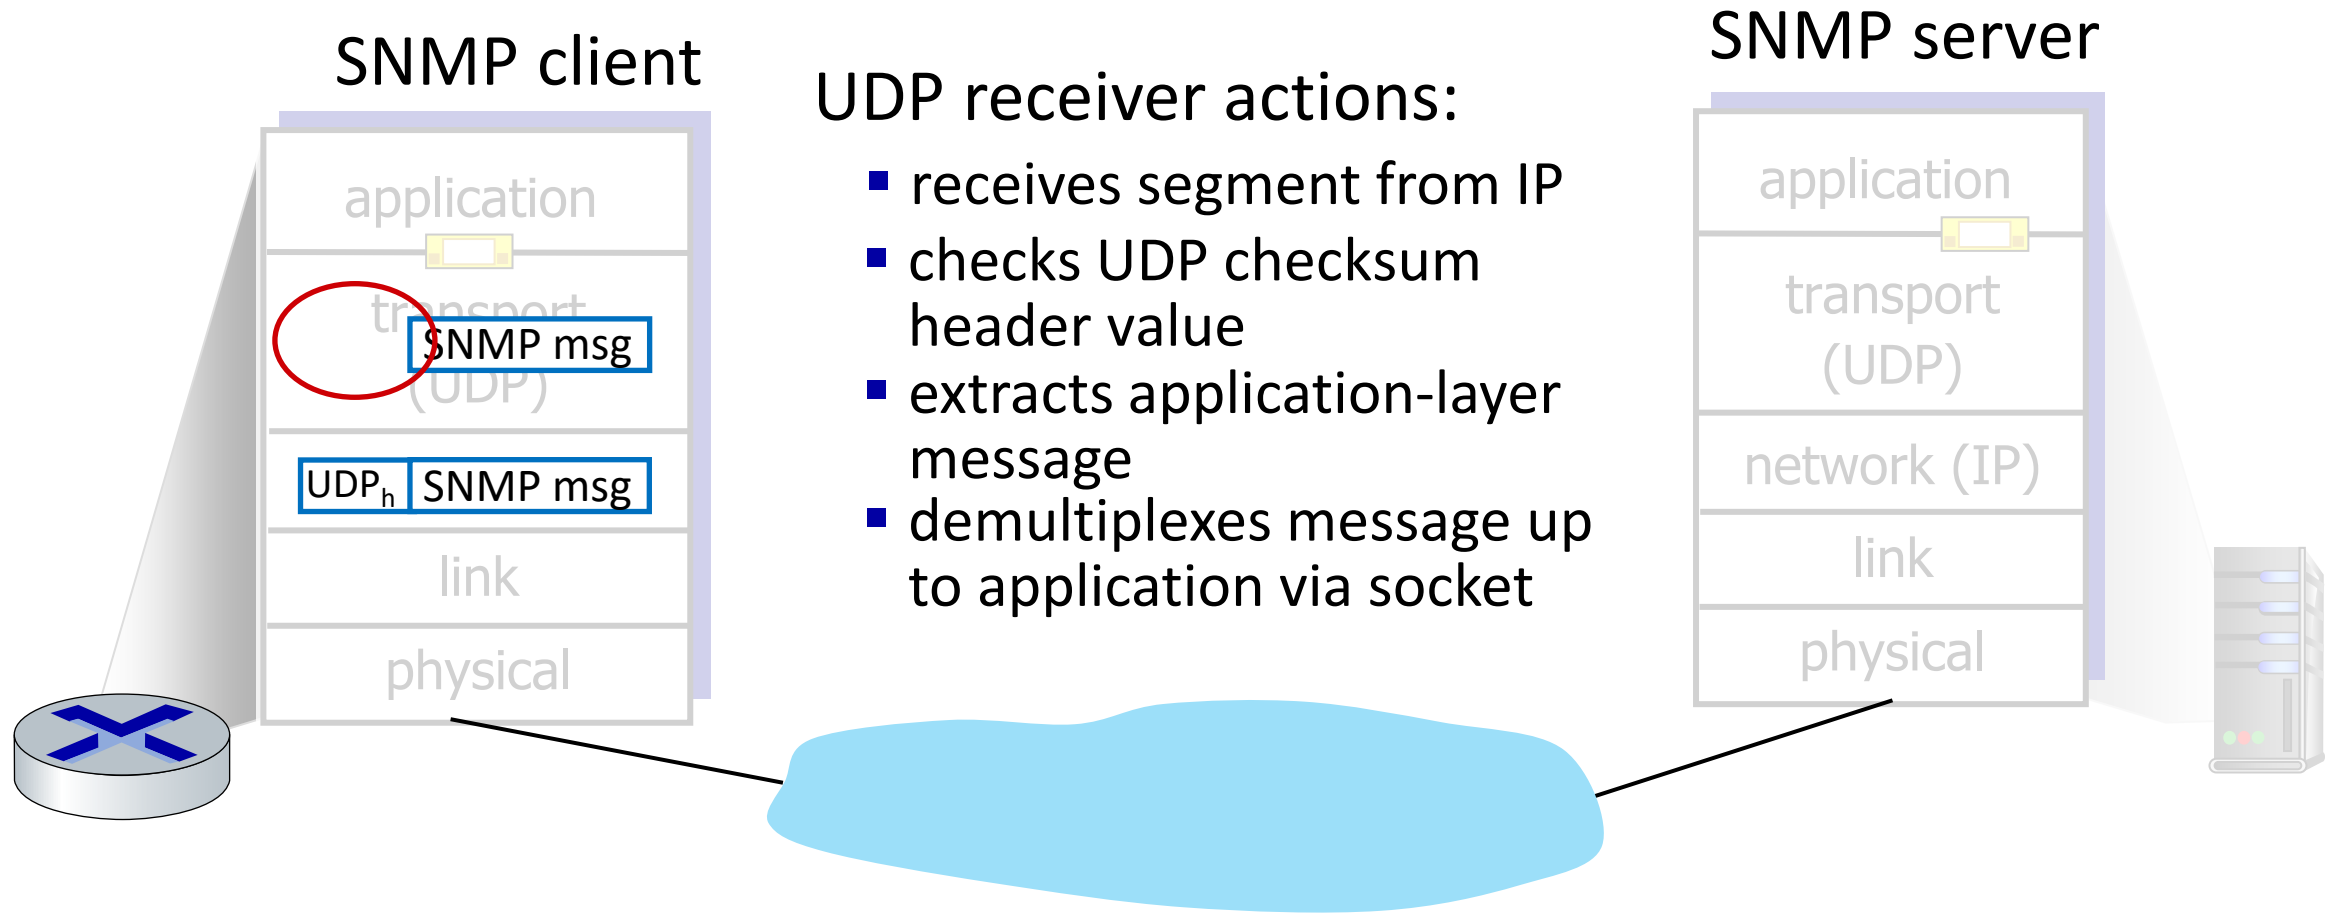 SNMP client
application
transport
SNMP msg
(UDP)
UDPh SNMP msg
link
physical
UDP receiver actions:
▪ receives segment from IP
▪ checks UDP checksum
header value
▪ extracts application-layer
message
▪ demultiplexes message up
to application via socket
SNMP server
application
transport
(UDP)
network (IP)
link
physical